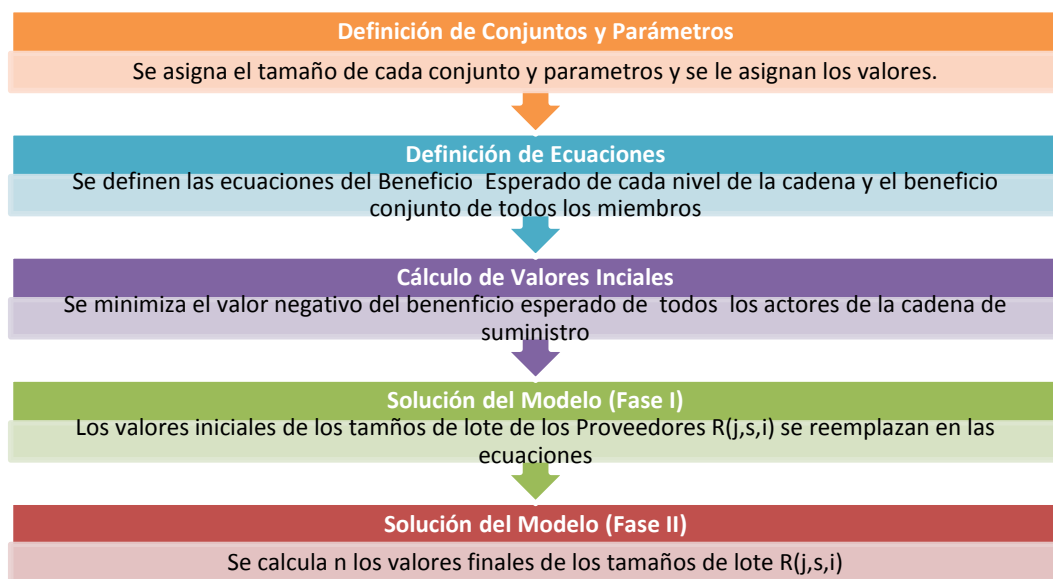 Definición de Conjuntos y Parámetros
Se asigna el tamaño de cada conjunto y parametros y se le asignan los valores.
Definición de Ecuaciones
Se definen las ecuaciones del Beneficio Esperado de cada nivel de la cadena y el beneficio
conjunto de todos los miembros
Cálculo de Valores Inciales
Se minimiza el valor negativo del benenficio esperado de todos los actores de la cadena de
suministro
Solución del Modelo (Fase I)
Los valores iniciales de los tamños de lote de los Proveedores R(j,s,i) se reemplazan en las
ecuaciones
Solución del Modelo (Fase II)
Se calcula n los valores finales de los tamaños de lote R(j,s,i)